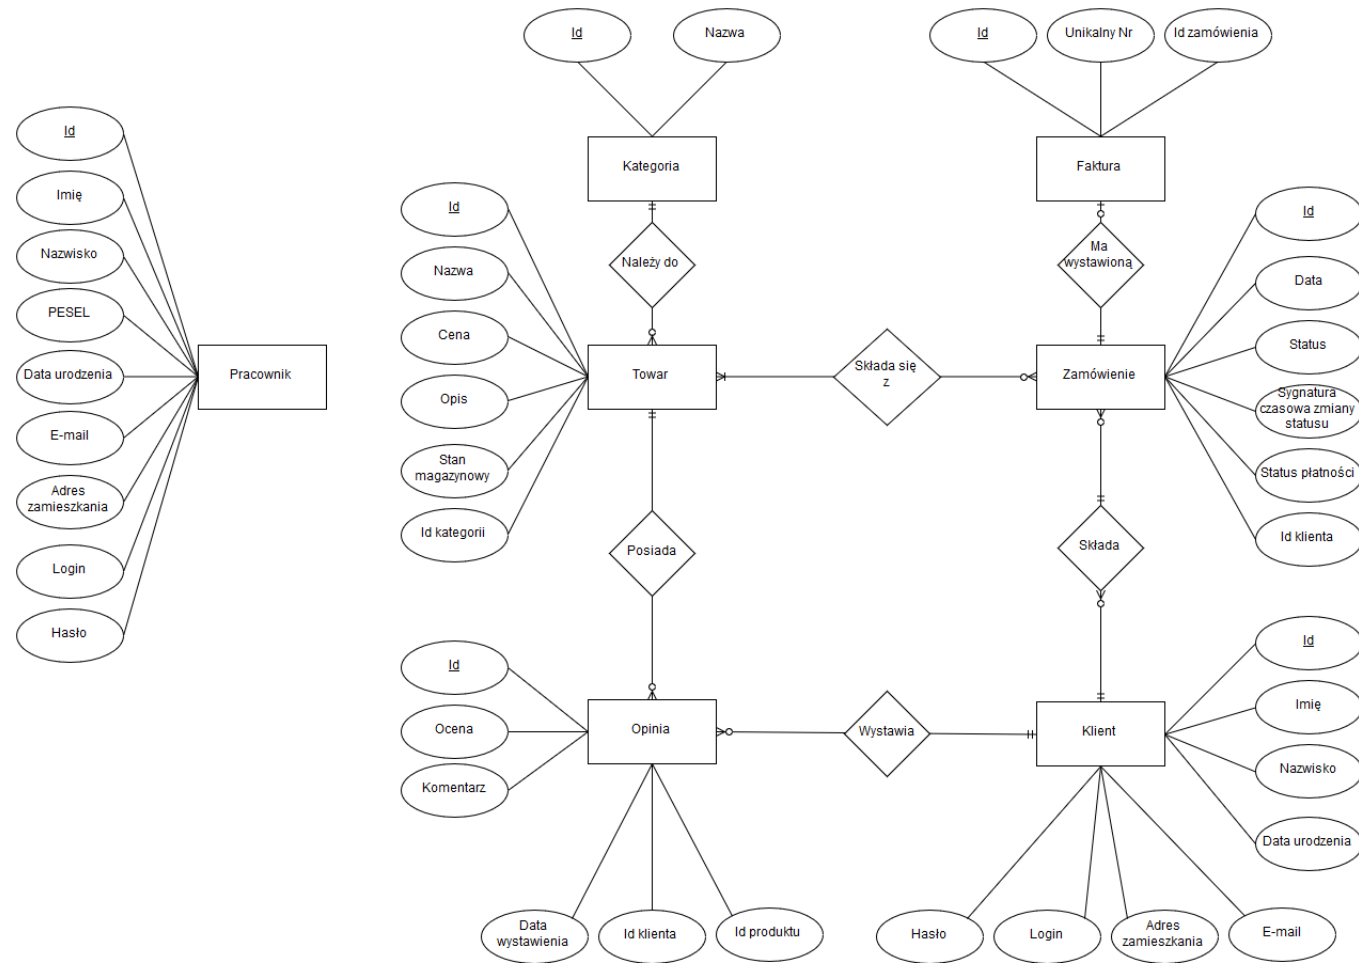 Id
Nazwa
Id
Unikalny Nr
Id zamówienia
Kategoria
Faktura
Id
Imię
Nazwisko
PESEL
Data urodzenia
E-mail
Adres
zamieszkania
Login
Hasło
Pracownik
Id
Nazwa
Cena
Opis
Stan
magazynowy
Id kategorii
Należy do
Towar
Składa się
z
Ma
wystawioną
Zamówienie
Id
Data
Status
Sygnatura
czasowa zmiany
statusu
Status płatności
Id klienta
Posiada
Składa
Id
Ocena
Komentarz
Opinia
Wystawia
Klient
Id
Imię
Nazwisko
Data urodzenia
Data
wystawienia
Id klienta
Id produktu
Hasło
Login
Adres
zamieszkania
E-mail